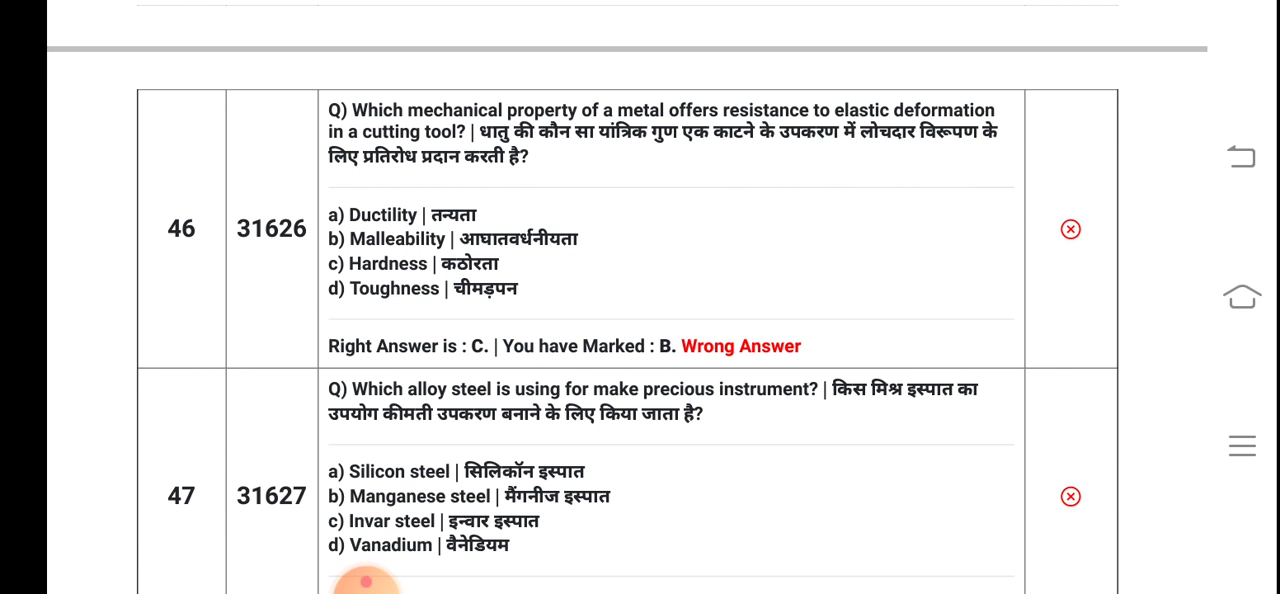 Q) Which mechanical property of a metal offers resistance to elastic deformation
in a cutting tool? | धातु की कौन सा यांत्रिक गुण एक काटने के उपकरण में लोचदार विरूपण के
लिए प्रतिरोध प्रदान करती है?
46
31626
a) Ductility | तन्यता
b) Malleability | आघातवर्धनीयता
c) Hardness | कठोरता
d) Toughness | चीमड़पन
Right Answer is : C. | You have Marked : B. Wrong Answer
Q) Which alloy steel is using for make precious instrument? | किस मिश्र इस्पात का
उपयोग कीमती उपकरण बनाने के लिए किया जाता है?
47
31627
a) Silicon steel | सिलिकॉन इस्पात
b) Manganese steel | मैंगनीज इस्पात
c) Invar steel | इन्वार इस्पात
d) Vanadium | वैनेडियम